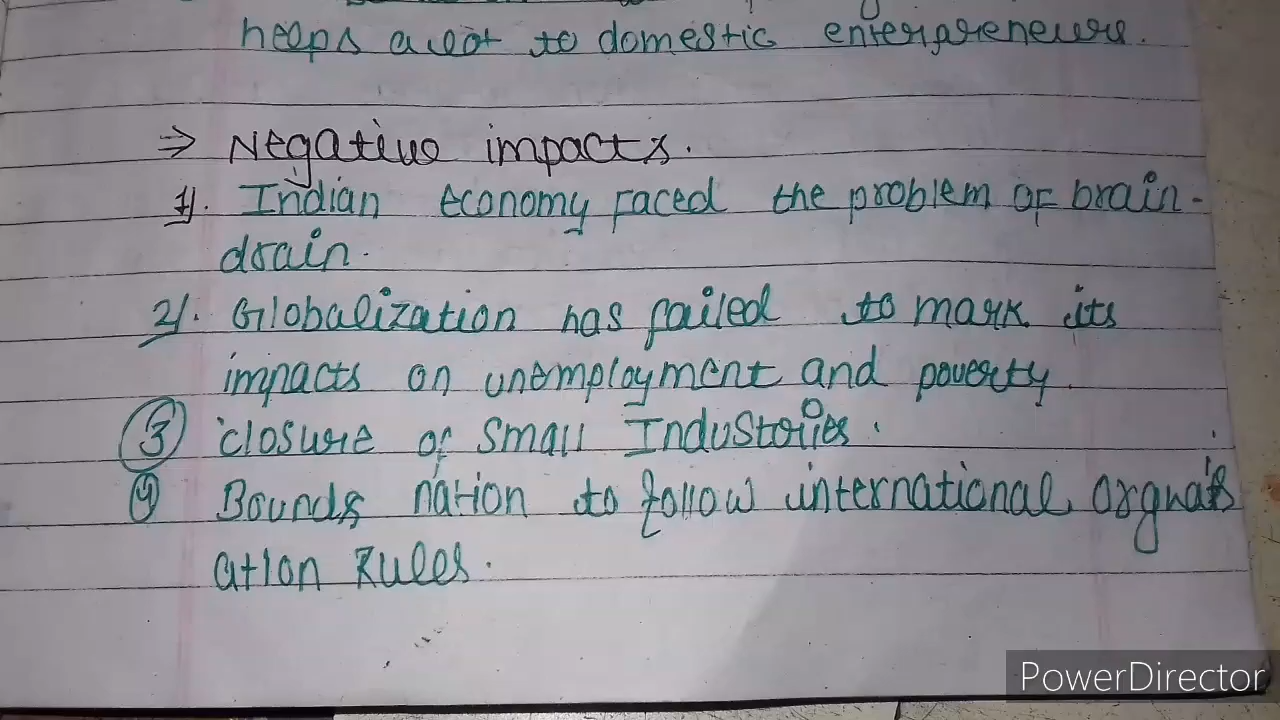 helps alot to domestic enterpreneurs.
⇒ Negative impacts.
1). Indian economy faced the problem of brain-
drain.
2). Globalization has failed to mark its
impacts on unemployment and poverty.
③ closure of small Industries.
④ Bounds nation to follow international orgnais
ation Rules.
PowerDirector